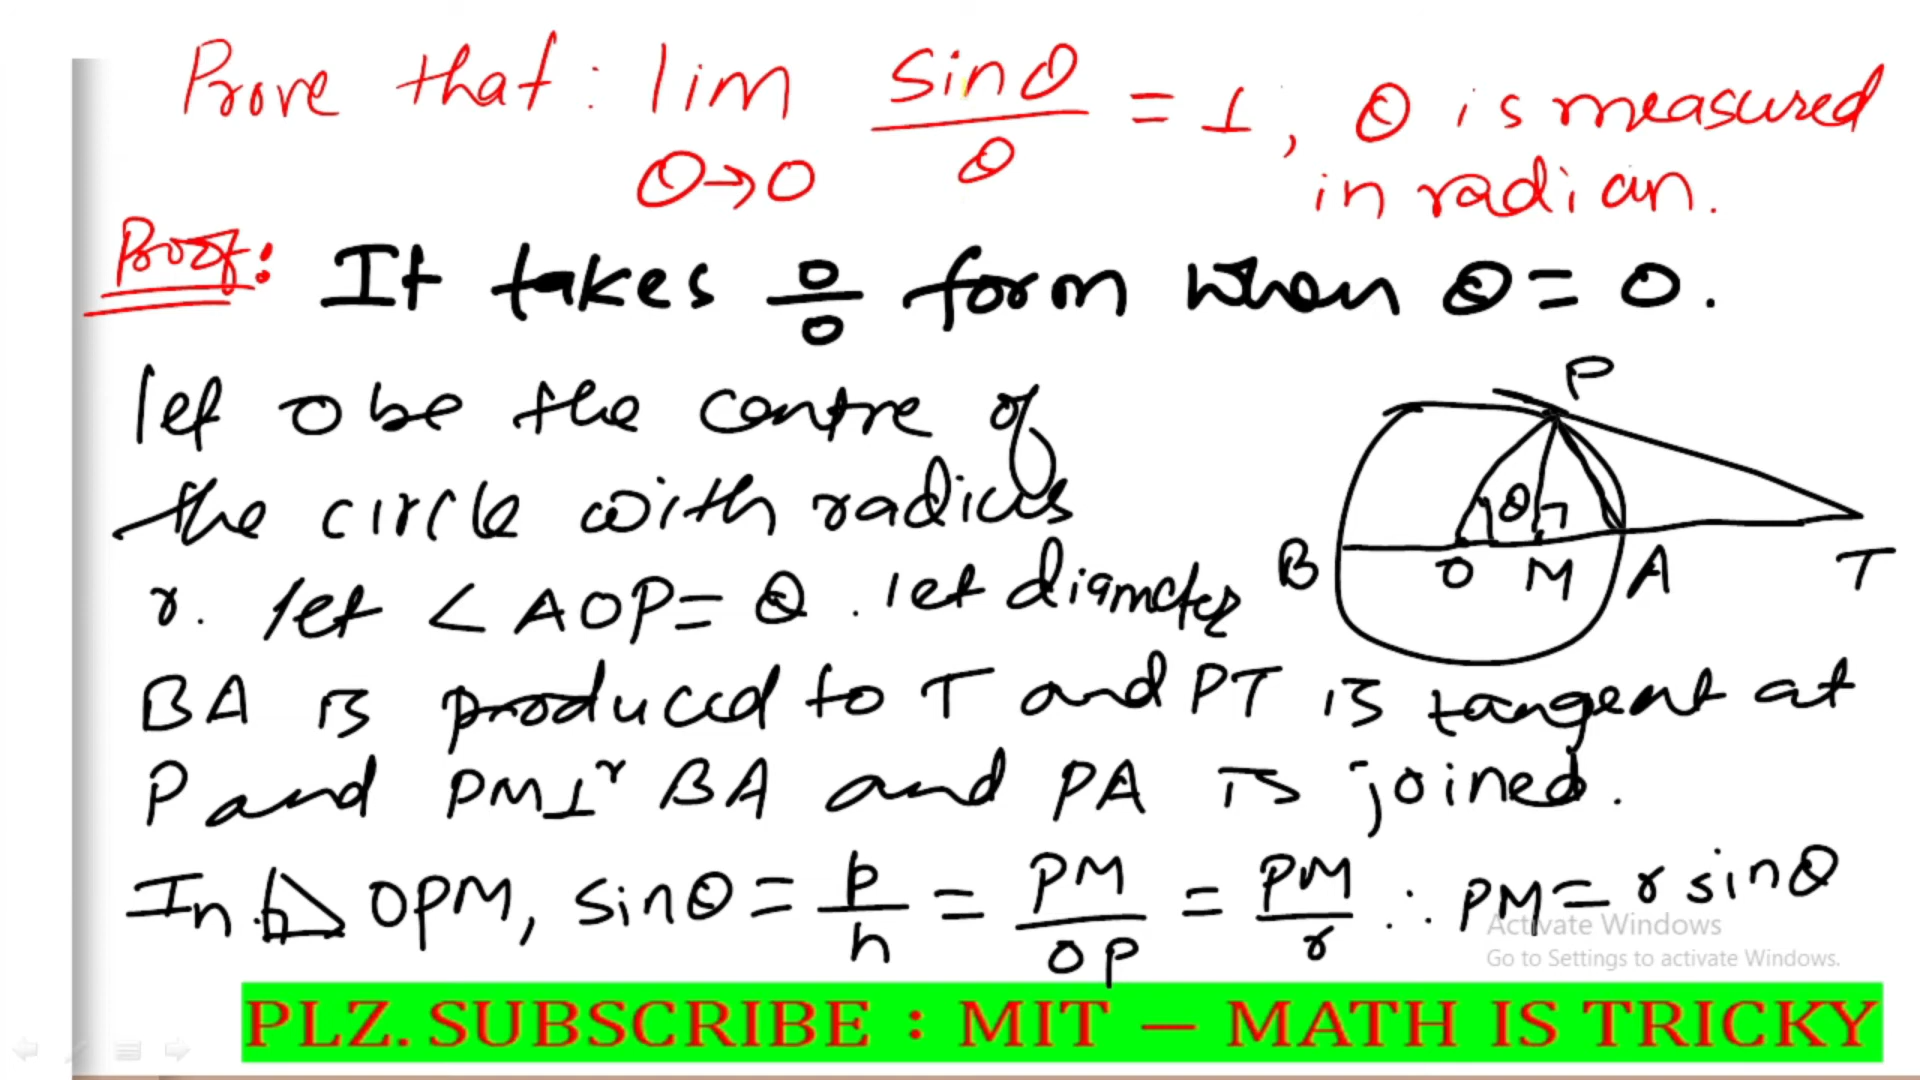 Prove that: lim sinθ/θ = 1, θ is measured
θ→0 in radian.
Proof: It takes 0/0 form when θ = 0.
let O be the centre of
the circle with radius
r. let ∠AOP = θ. let diameter
BA is produced to T and PT is tangent at
P and PM⊥r BA and PA is joined.
In ⊿ OPM, sinθ = p/h = PM/OP = PM/r ∴ PM = r sinθ
P
θ
B O M A T
Activate Windows
Go to Settings to activate Windows.
PLZ. SUBSCRIBE : MIT – MATH IS TRICKY